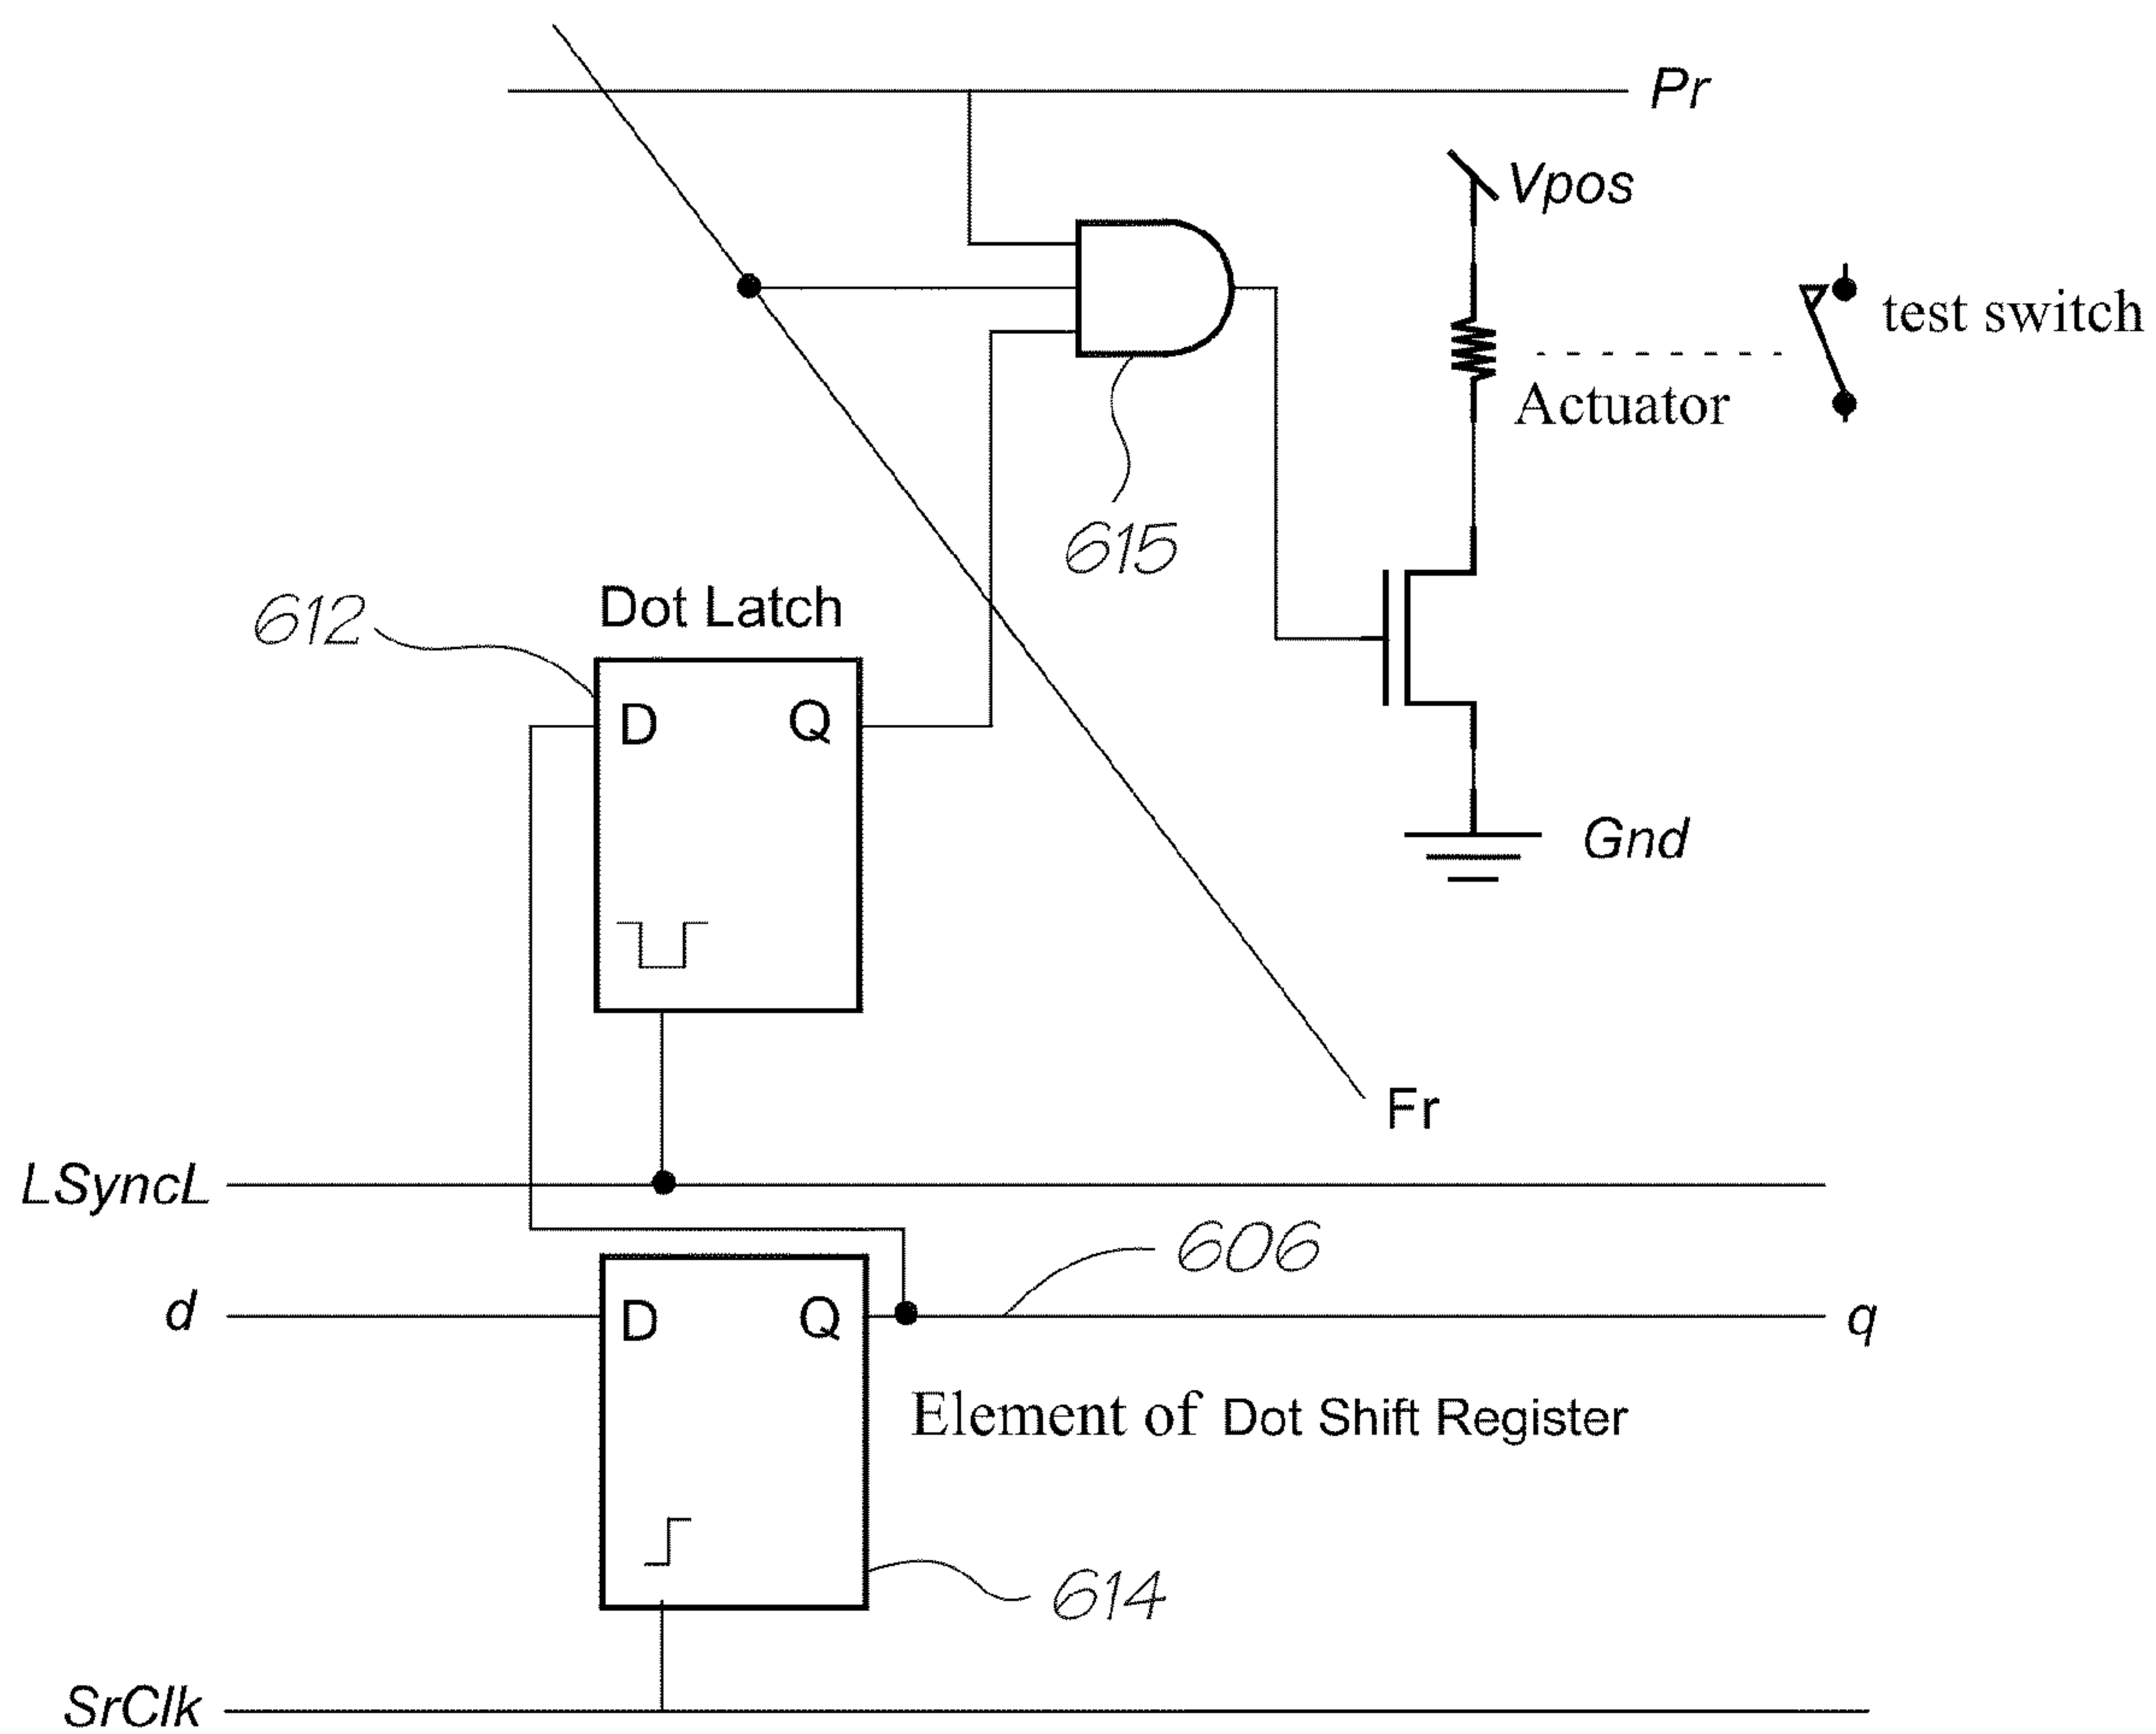 Pr
Vpos
test switch
Actuator
615
612
Dot Latch
D Q
Gnd
Fr
LSyncL
606
d
D Q
q
Element of Dot Shift Register
614
SrClk